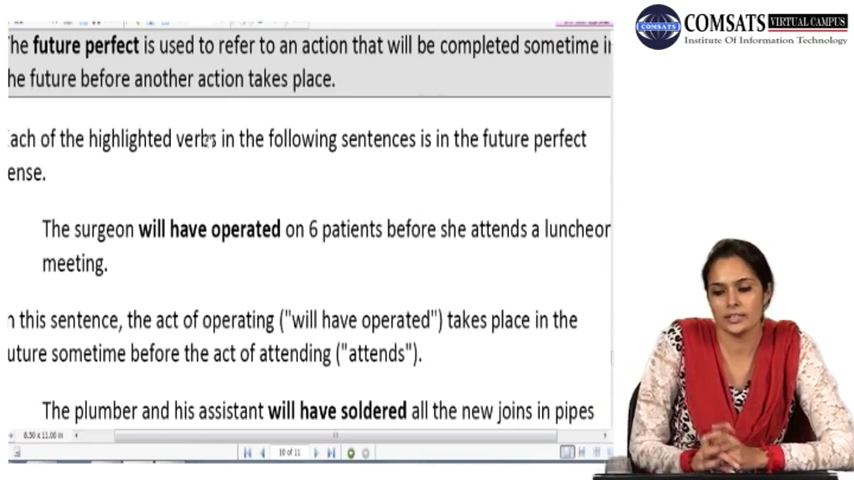 COMSATS VIRTUAL CAMPUS
COMSATS
Institute Of Information Technology
he future perfect is used to refer to an action that will be completed sometime in
he future before another action takes place.
ach of the highlighted verbs in the following sentences is in the future perfect
ense.
The surgeon will have operated on 6 patients before she attends a luncheon
meeting.
n this sentence, the act of operating ("will have operated") takes place in the
uture sometime before the act of attending ("attends").
The plumber and his assistant will have soldered all the new joins in pipes
8.50 x 11.00 in
10 of 11